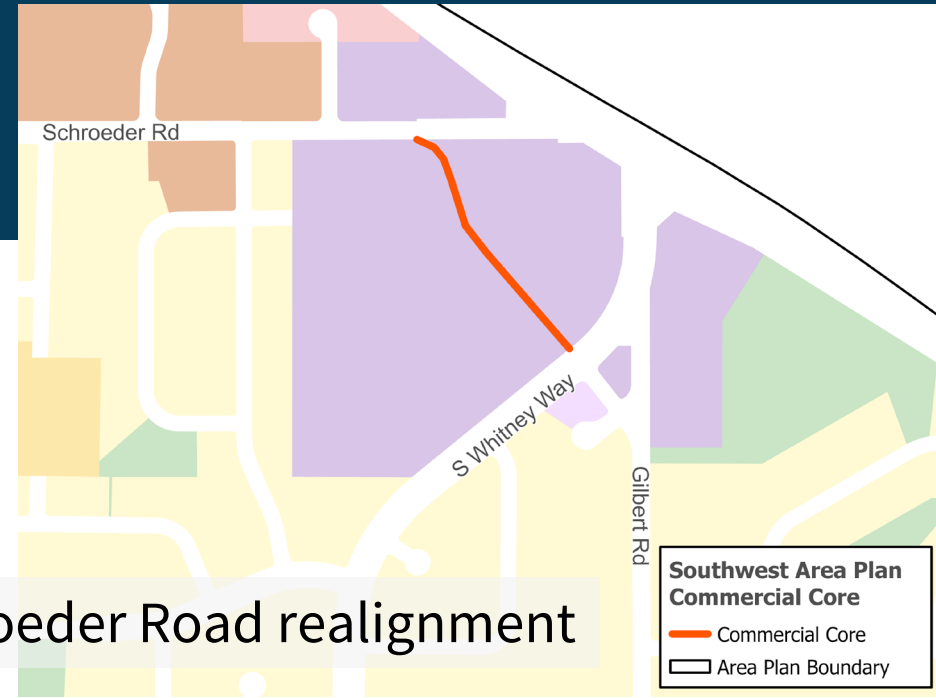 Schroeder Rd
S Whitney Way
Gilbert Rd
oeder Road realignment
Southwest Area Plan
Commercial Core
Commercial Core
Area Plan Boundary